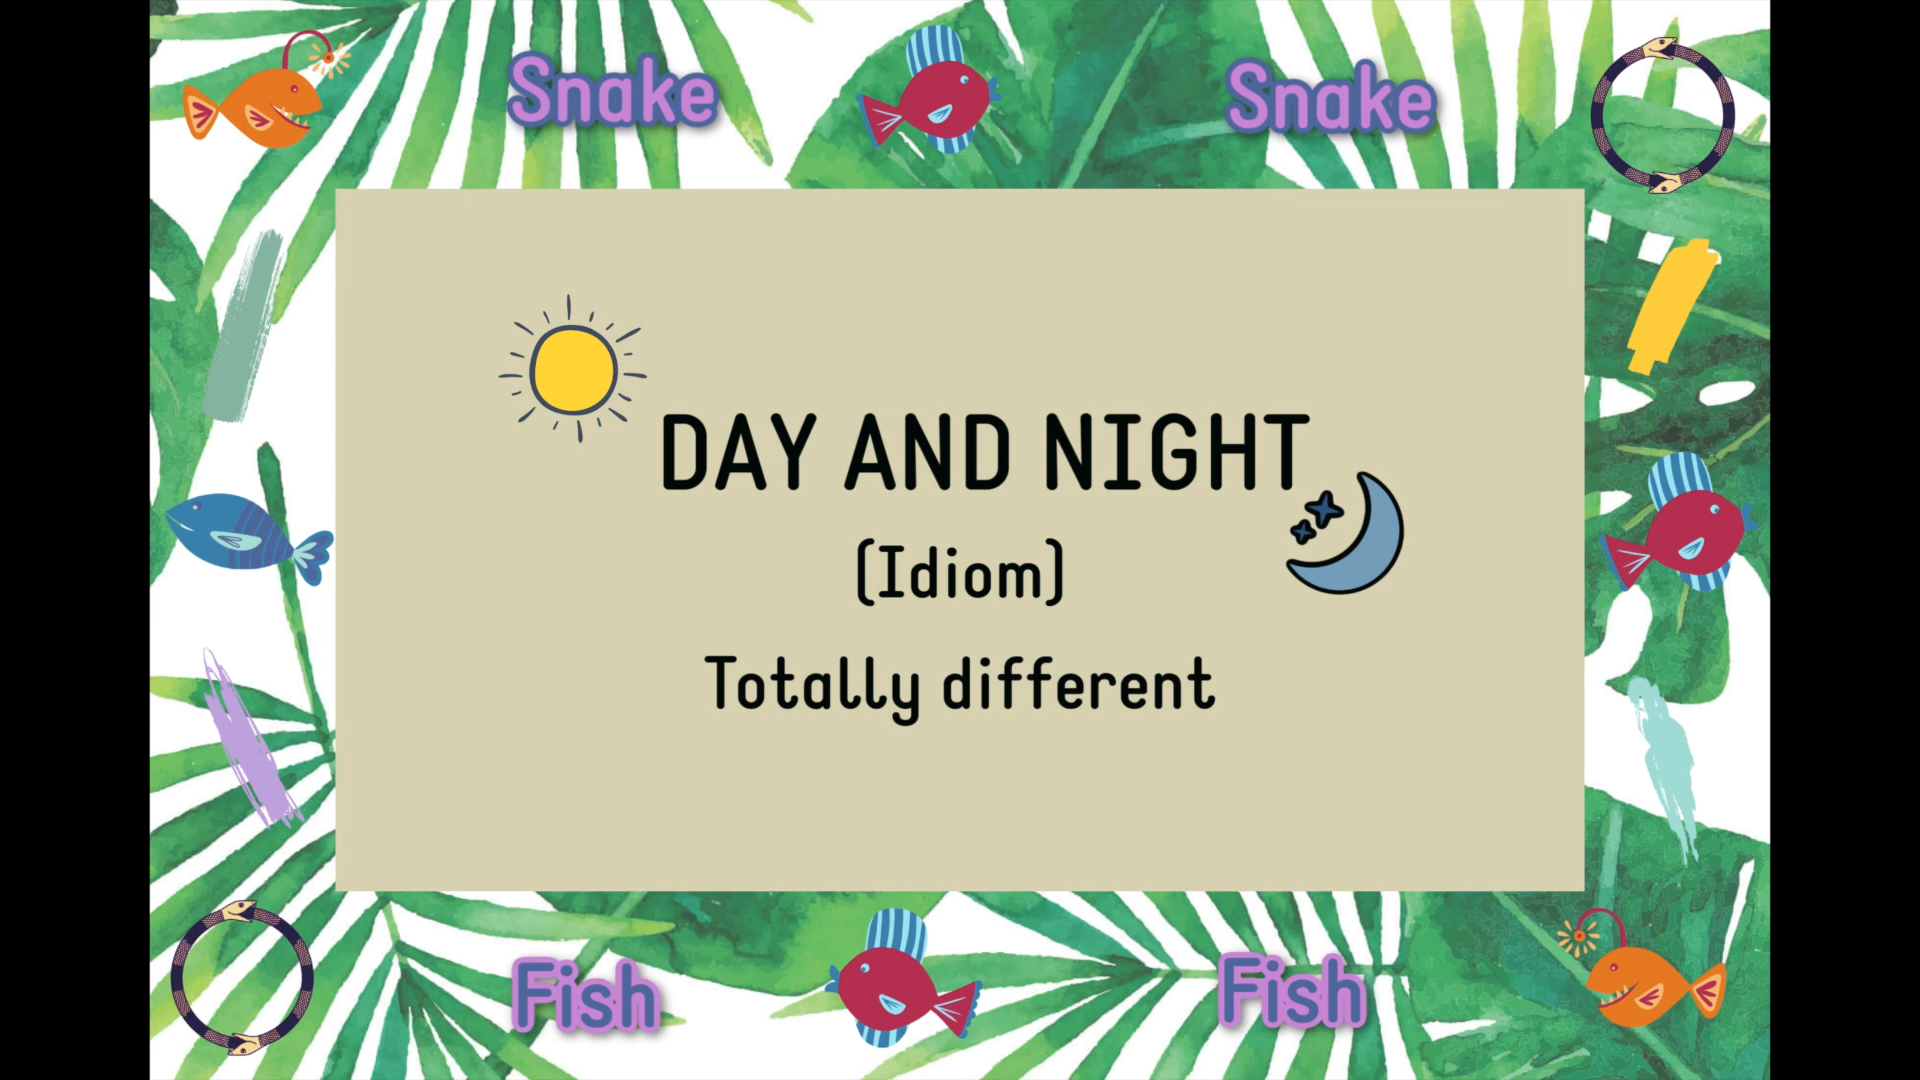 Snake
Snake
DAY AND NIGHT
(Idiom)
Totally different
Fish
Fish